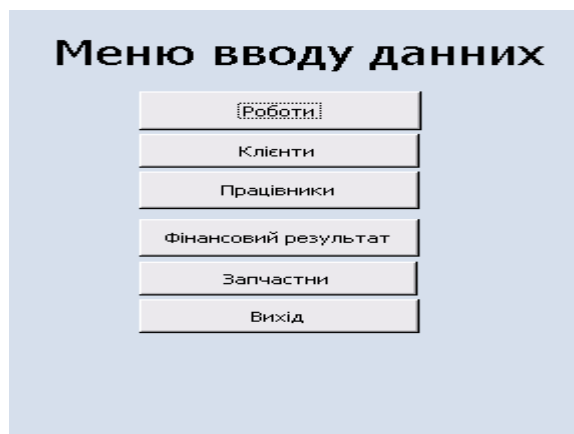 Меню вводу данних
Роботи
Клієнти
Працівники
Фінансовий результат
Запчастни
Вихід